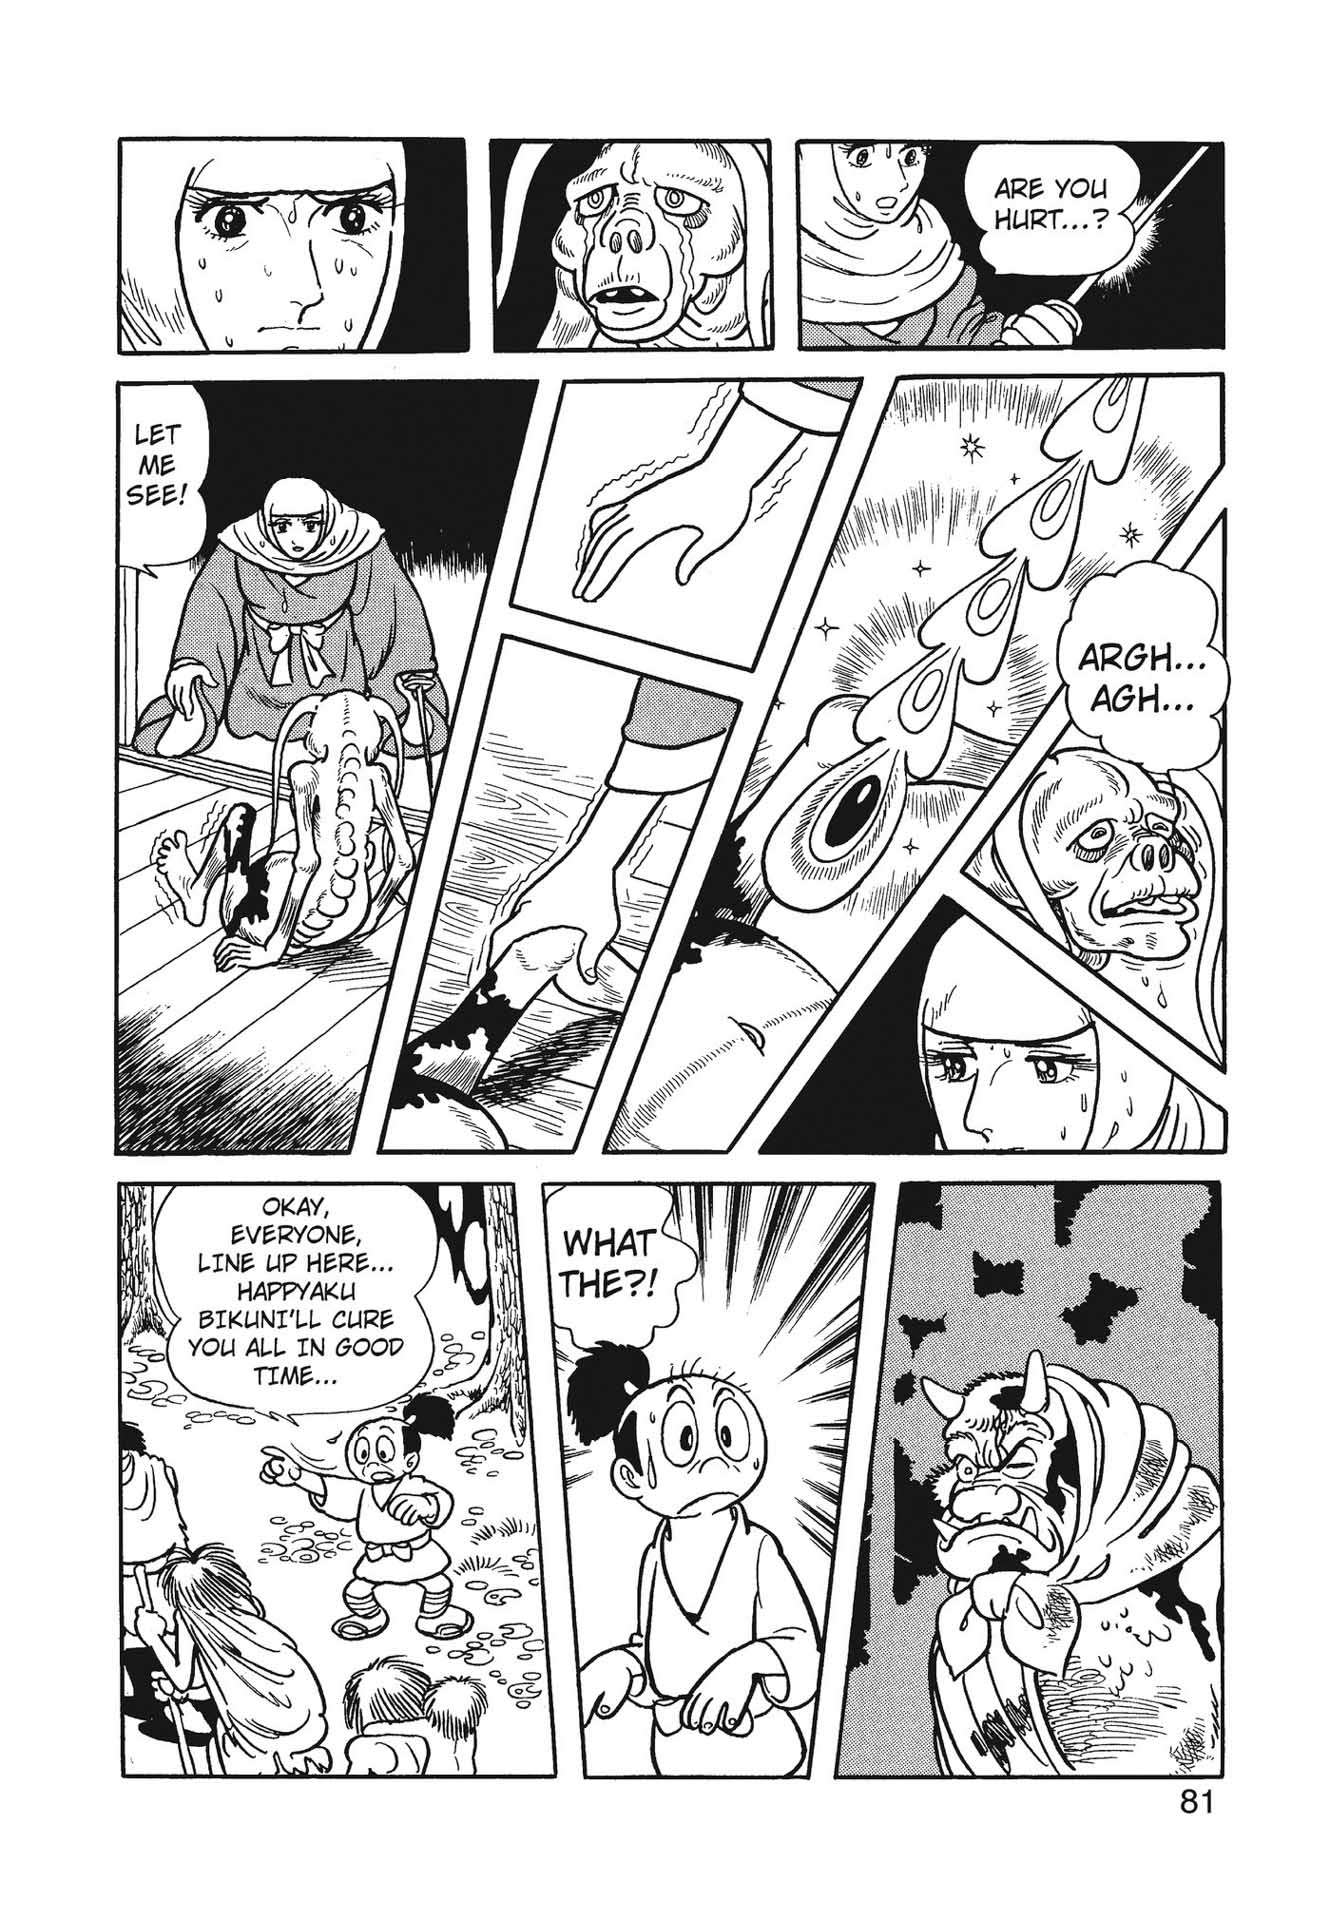 ARE YOU
HURT...?
LET
ME
SEE!
ARGH...
AGH...
OKAY,
EVERYONE,
LINE UP HERE...
HAPPYAKU
BIKUNI'LL CURE
YOU ALL IN GOOD
TIME...
WHAT
THE?!
81